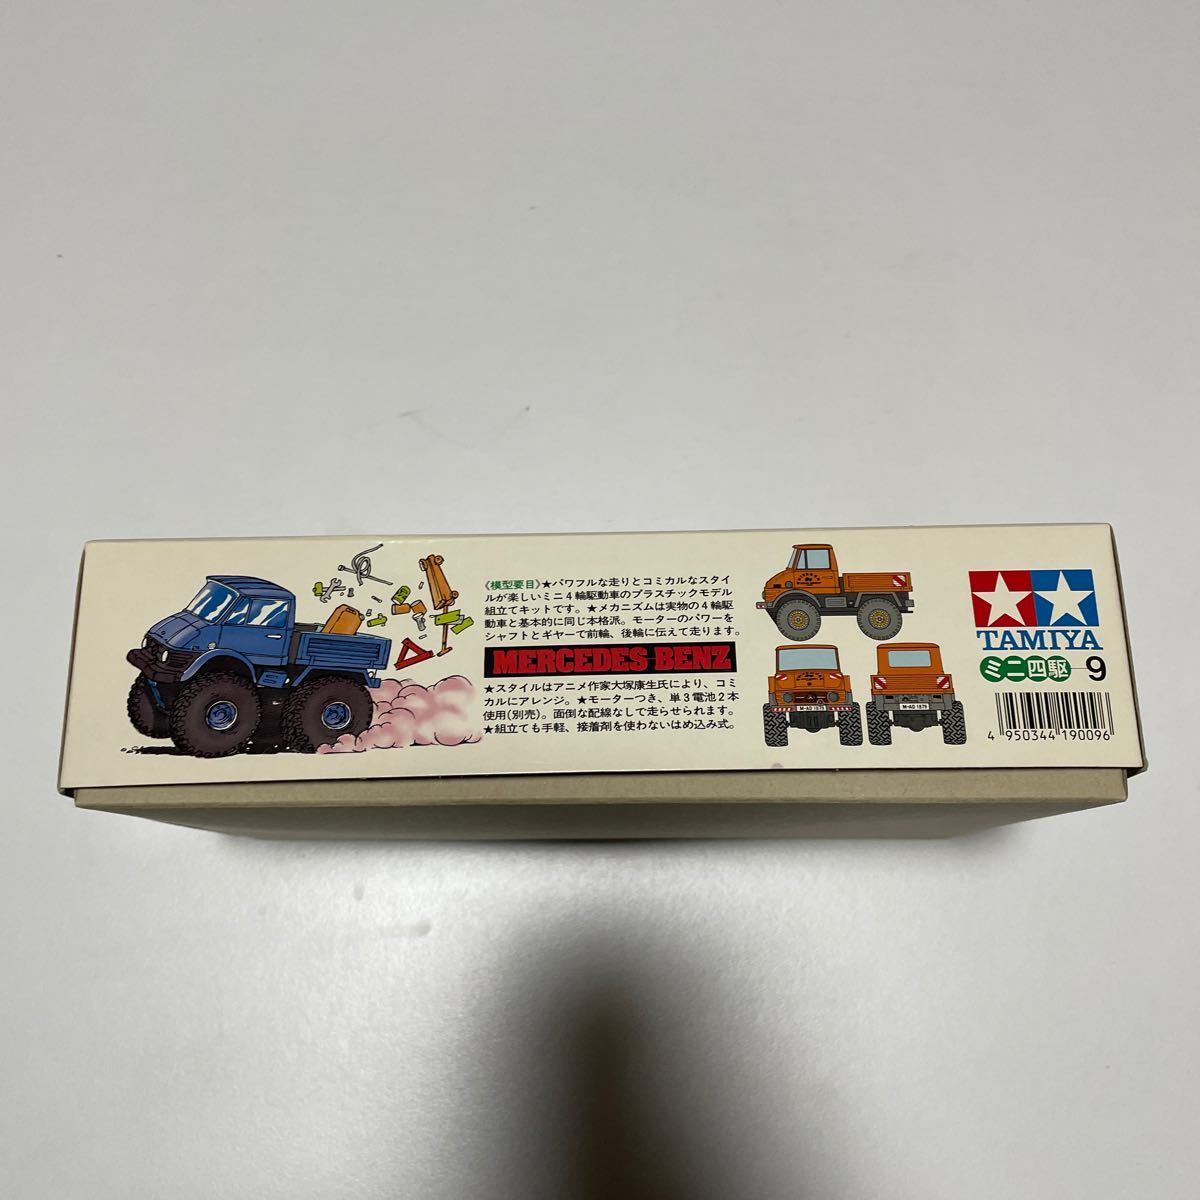 《模型要目》★パワフルな走りとコミカルなスタイ
ルが楽しいミニ4輪駆動車のプラスチックモデル
組立てキットです。★メカニズムは実物の4輪駆
動車と基本的に同じ本格派。モーターのパワーを
シャフトとギヤーで前輪、後輪に伝えて走ります。
MERCEDES-BENZ
★スタイルはアニメ作家大塚康生氏により、コミ
カルにアレンジ。★モーターつき、単3電池2本
使用(別売)。面倒な配線なしで走らせられます。
★組立ても手軽、接着剤を使わないはめ込み式。
M-AD 1879
M-AD 1879
TAMIYA
ミニ四駆 9
4 950344 190096